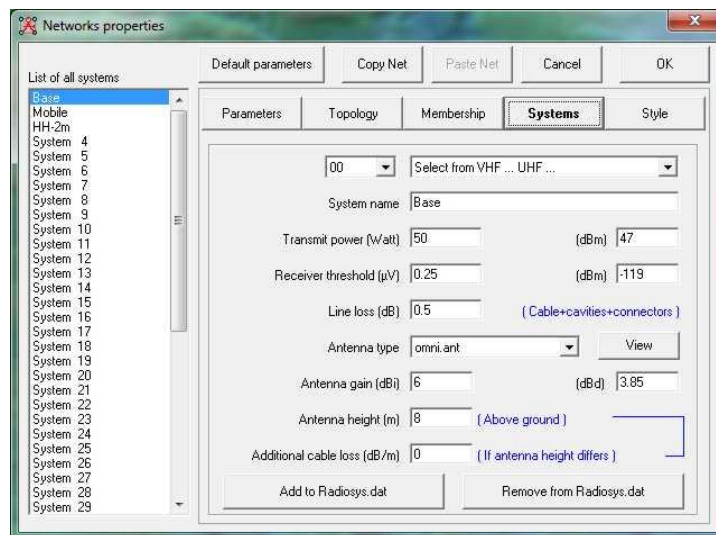 Networks properties
Default parameters
Copy Net
Paste Net
Cancel
OK
List of all systems
Base
Mobile
HH-2m
System 4
System 5
System 6
System 7
System 8
System 9
System 10
System 11
System 12
System 13
System 14
System 15
System 16
System 17
System 18
System 19
System 20
System 21
System 22
System 23
System 24
System 25
System 26
System 27
System 28
System 29
Parameters
Topology
Membership
Systems
Style
00
Select from VHF ... UHF ...
System name Base
Transmit power (Watt) 50 (dBm) 47
Receiver threshold (µV) 0.25 (dBm) -119
Line loss (dB) 0.5 ( Cable+cavities+connectors )
Antenna type omni.ant View
Antenna gain (dBi) 6 (dBd) 3.85
Antenna height (m) 8 ( Above ground )
Additional cable loss (dB/m) 0 ( If antenna height differs )
Add to Radiosys.dat
Remove from Radiosys.dat